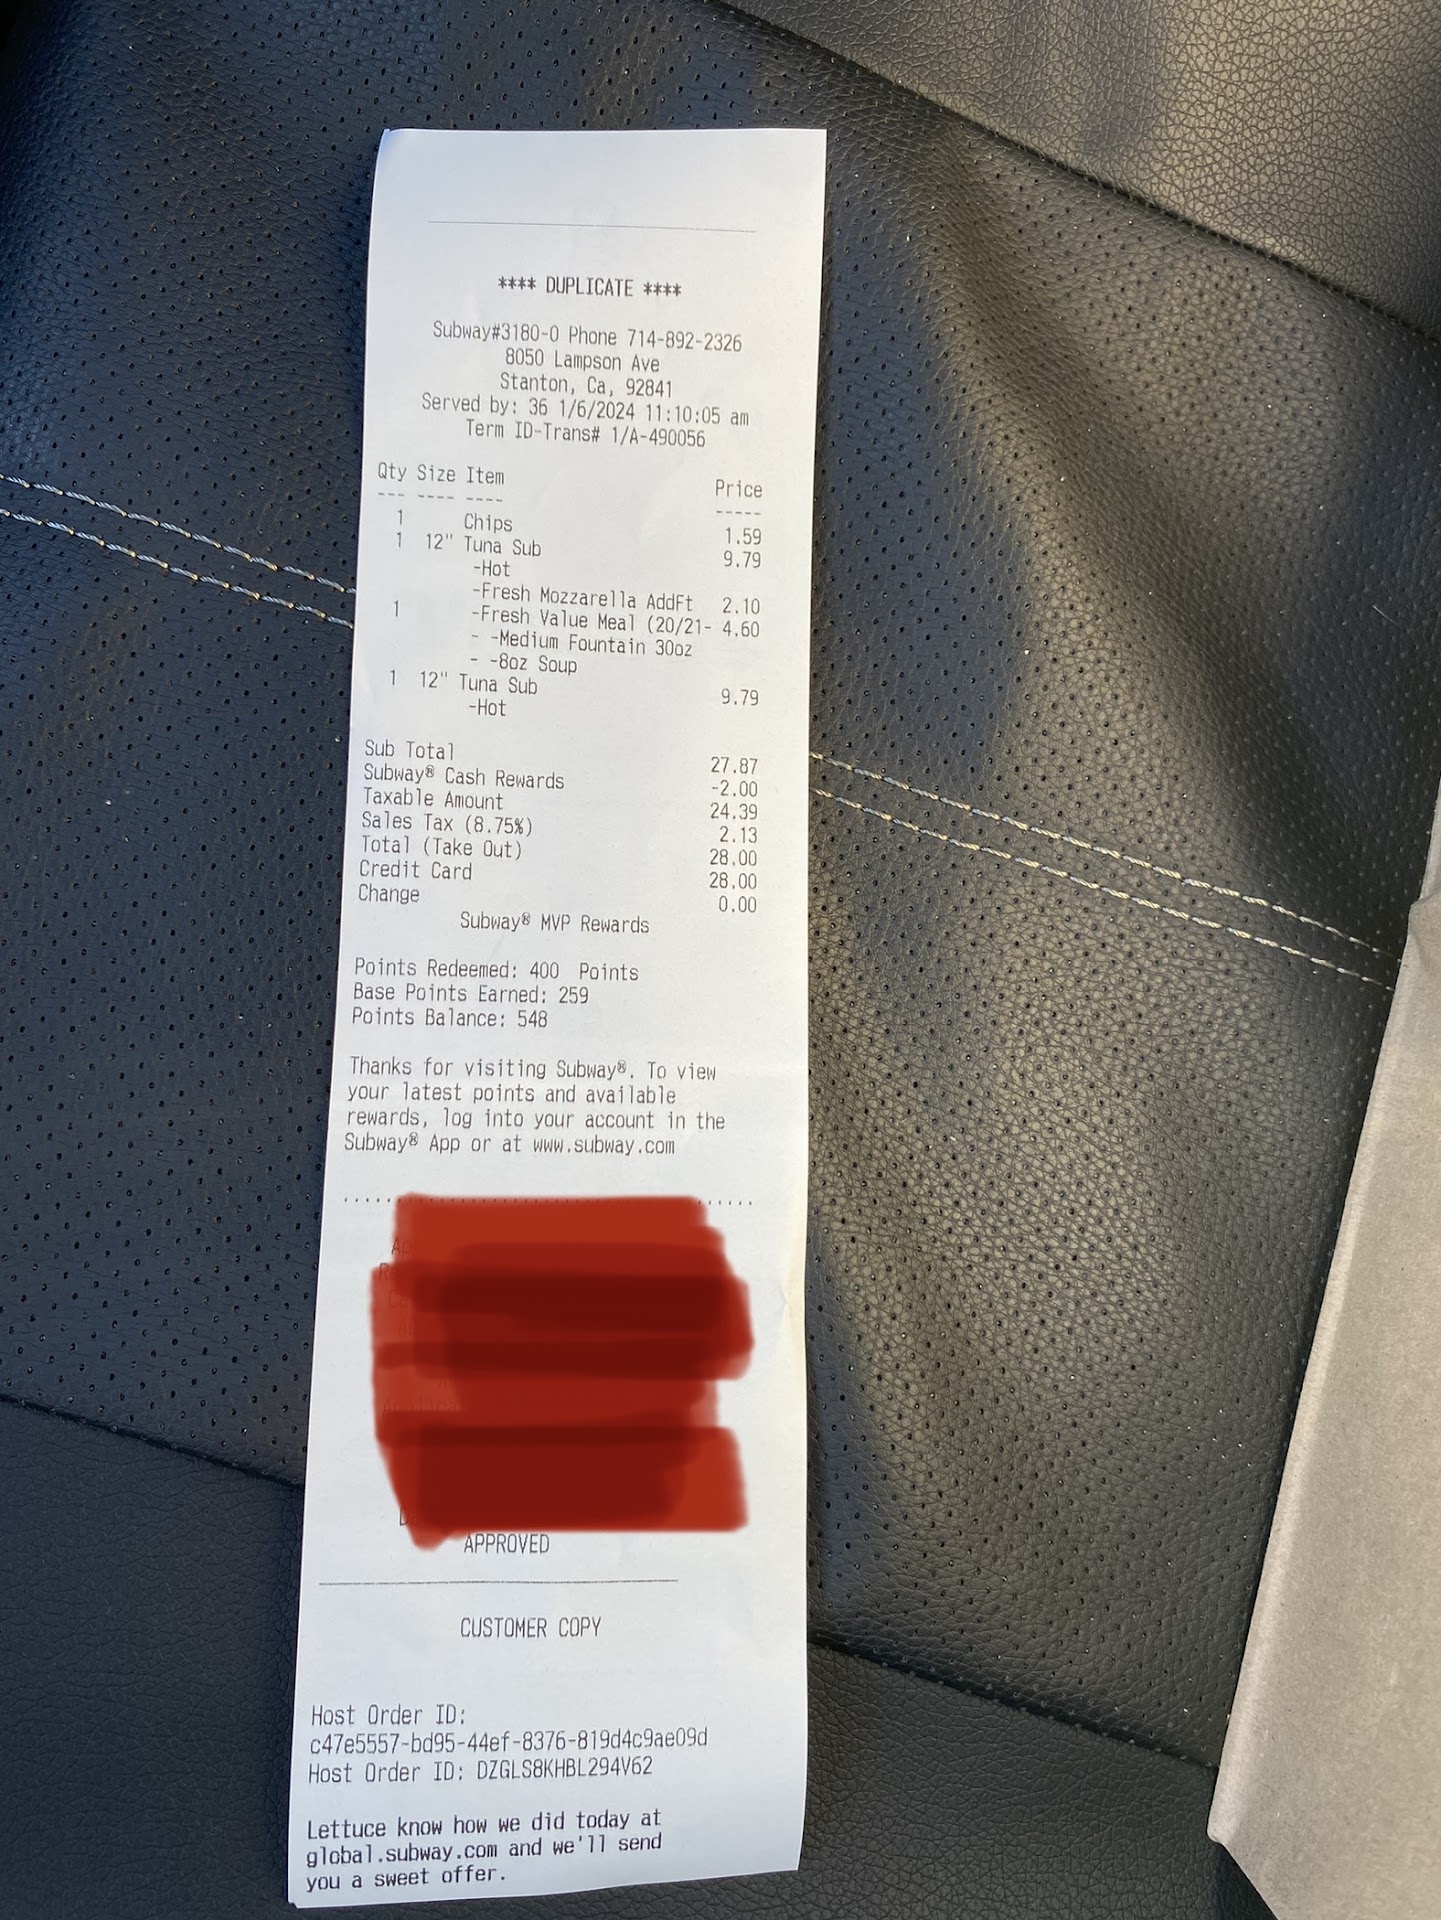 **** DUPLICATE ****
Subway#3180-0 Phone 714-892-2326
8050 Lampson Ave
Stanton, Ca, 92841
Served by: 36 1/6/2024 11:10:05 am
Term ID-Trans# 1/A-490056
Qty Size Item Price
--- ---- ---- -----
1 Chips 1.59
1 12" Tuna Sub 9.79
-Hot
-Fresh Mozzarella AddFt 2.10
1 -Fresh Value Meal (20/21- 4.60
- -Medium Fountain 30oz
- -8oz Soup
1 12" Tuna Sub 9.79
-Hot
Sub Total 27.87
Subway® Cash Rewards -2.00
Taxable Amount 24.39
Sales Tax (8.75%) 2.13
Total (Take Out) 28.00
Credit Card 28.00
Change 0.00
Subway® MVP Rewards
Points Redeemed: 400 Points
Base Points Earned: 259
Points Balance: 548
Thanks for visiting Subway®. To view
your latest points and available
rewards, log into your account in the
Subway® App or at www.subway.com
APPROVED
CUSTOMER COPY
Host Order ID:
c47e5557-bd95-44ef-8376-819d4c9ae09d
Host Order ID: DZGLS8KHBL294V62
Lettuce know how we did today at
global.subway.com and we'll send
you a sweet offer.